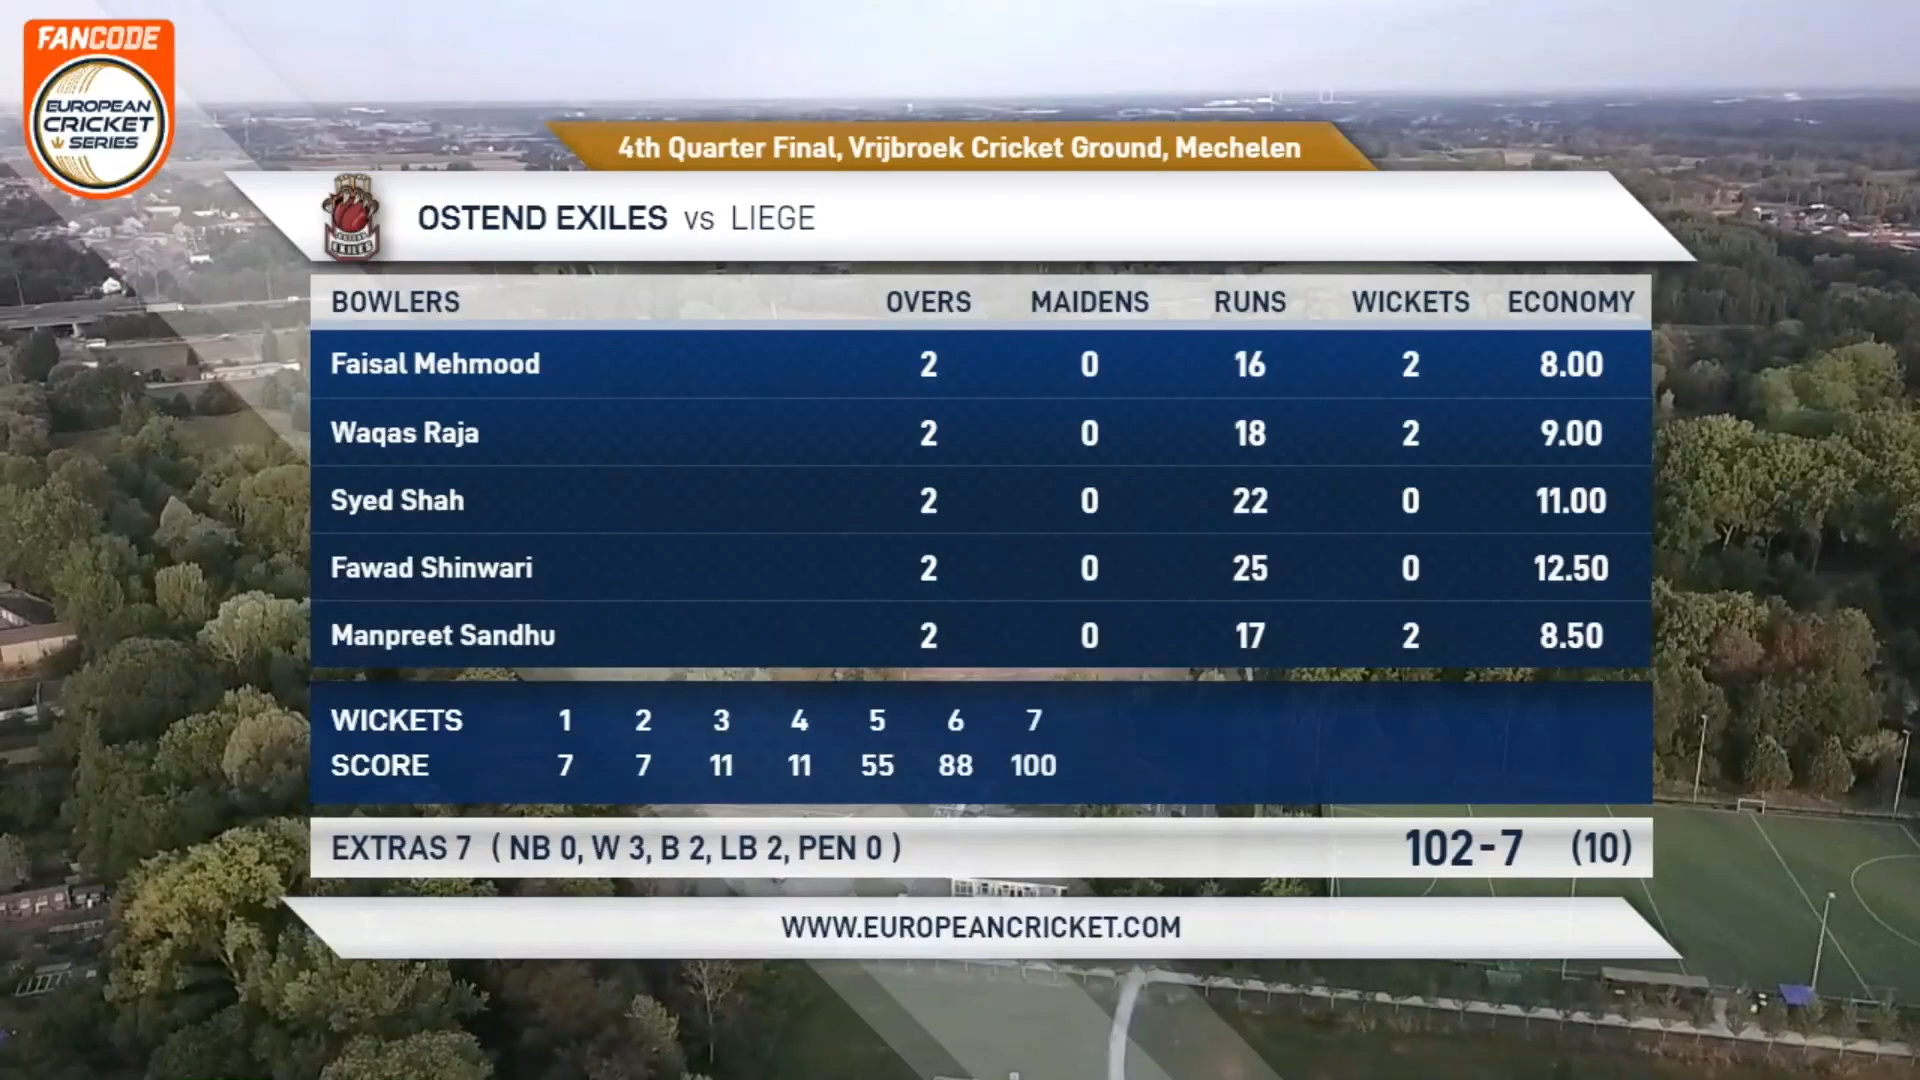 FANCODE
EUROPEAN
CRICKET
SERIES
4th Quarter Final, Vrijbroek Cricket Ground, Mechelen
OSTEND EXILES vs LIEGE
BOWLERS OVERS MAIDENS RUNS WICKETS ECONOMY
Faisal Mehmood 2 0 16 2 8.00
Waqas Raja 2 0 18 2 9.00
Syed Shah 2 0 22 0 11.00
Fawad Shinwari 2 0 25 0 12.50
Manpreet Sandhu 2 0 17 2 8.50
WICKETS 1 2 3 4 5 6 7
SCORE 7 7 11 11 55 88 100
EXTRAS 7 ( NB 0, W 3, B 2, LB 2, PEN 0 ) 102-7 (10)
WWW.EUROPEANCRICKET.COM